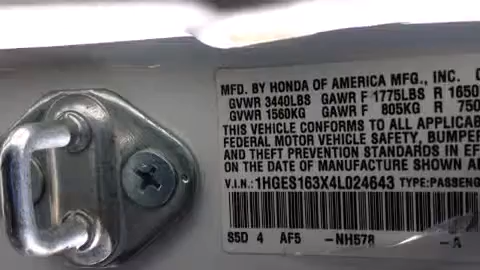 MFD. BY HONDA OF AMERICA MFG., INC.
GVWR 3440LBS GAWR F 1775LBS R 1650
GVWR 1560KG GAWR F 805KG R 750
THIS VEHICLE CONFORMS TO ALL APPLICAB
FEDERAL MOTOR VEHICLE SAFETY, BUMPER
AND THEFT PREVENTION STANDARDS IN EF
ON THE DATE OF MANUFACTURE SHOWN A
V.I.N.: 1HGES163X4L024643 TYPE: PASSENG
S5D 4 AF5 -NH578 -A